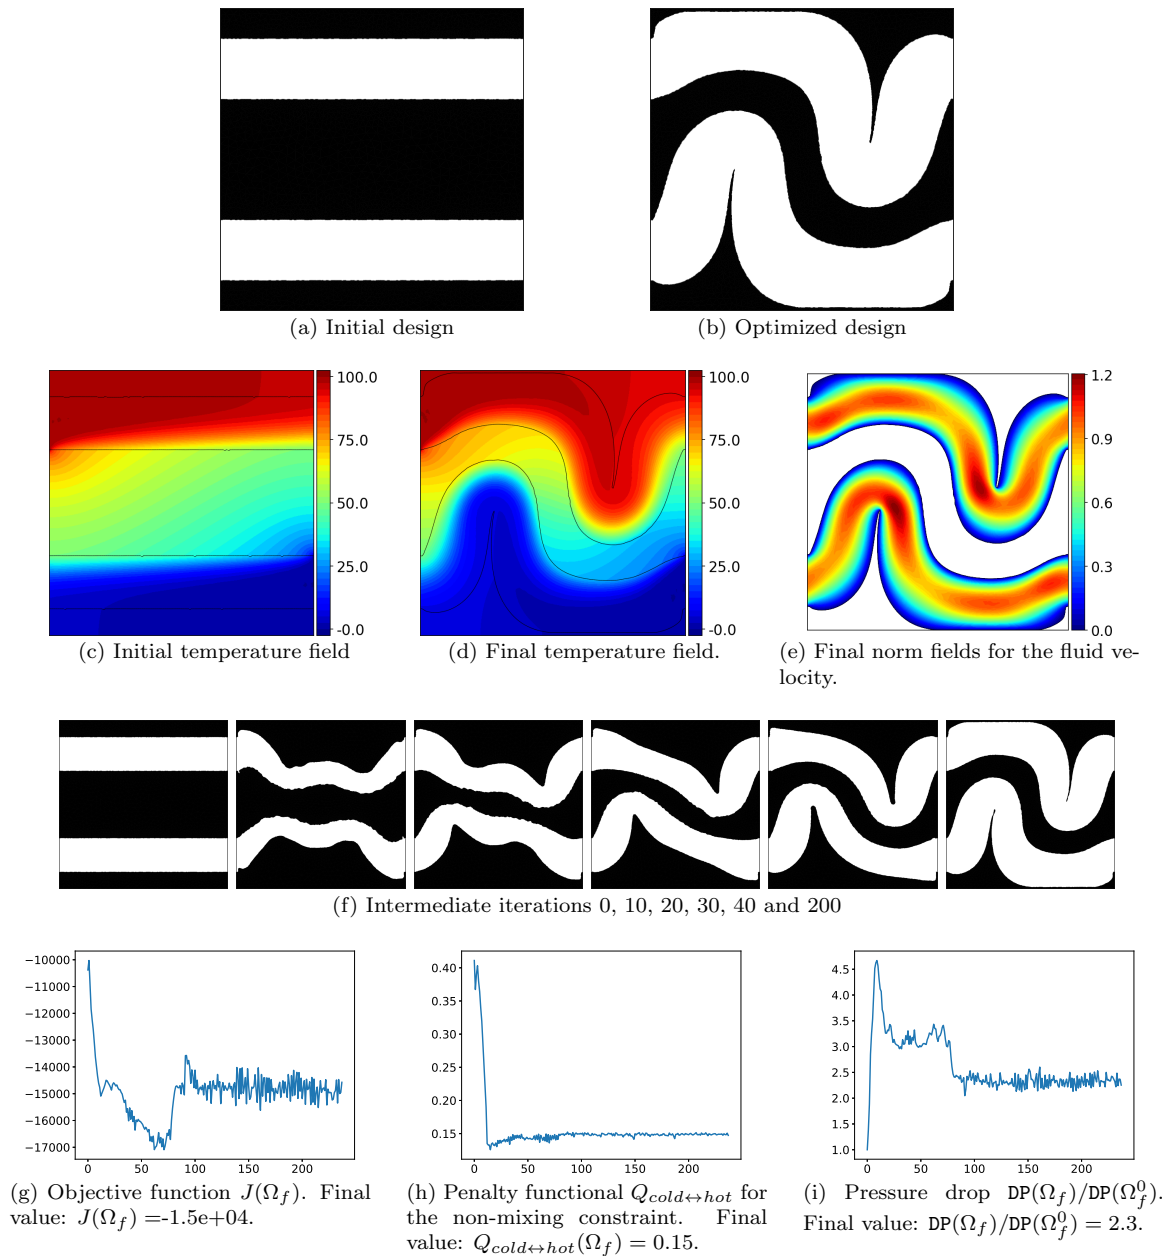 (a) Initial design
(b) Optimized design
100.0
75.0
50.0
25.0
-0.0
100.0
75.0
50.0
25.0
-0.0
1.2
0.9
0.6
0.3
0.0
(c) Initial temperature field
(d) Final temperature field.
(e) Final norm fields for the fluid ve-
locity.
(f) Intermediate iterations 0, 10, 20, 30, 40 and 200
−10000
−11000
−12000
−13000
−14000
−15000
−16000
−17000
0 50 100 150 200
0.40
0.35
0.30
0.25
0.20
0.15
0 50 100 150 200
4.5
4.0
3.5
3.0
2.5
2.0
1.5
1.0
0 50 100 150 200
(g) Objective function J(Ω_f). Final
value: J(Ω_f) =-1.5e+04.
(h) Penalty functional Q_{cold↔hot} for
the non-mixing constraint. Final
value: Q_{cold↔hot}(Ω_f) = 0.15.
(i) Pressure drop DP(Ω_f)/DP(Ω_f^0).
Final value: DP(Ω_f)/DP(Ω_f^0) = 2.3.